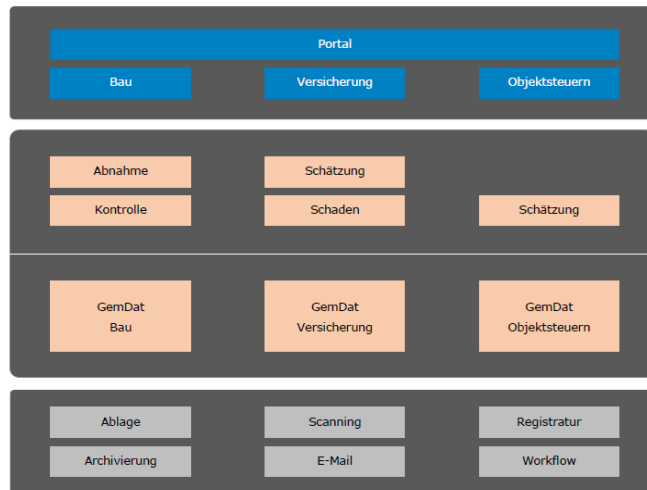 Portal
Bau
Versicherung
Objektsteuern
Abnahme
Schätzung
Kontrolle
Schaden
Schätzung
GemDat
Bau
GemDat
Versicherung
GemDat
Objektsteuern
Ablage
Scanning
Registratur
Archivierung
E-Mail
Workflow